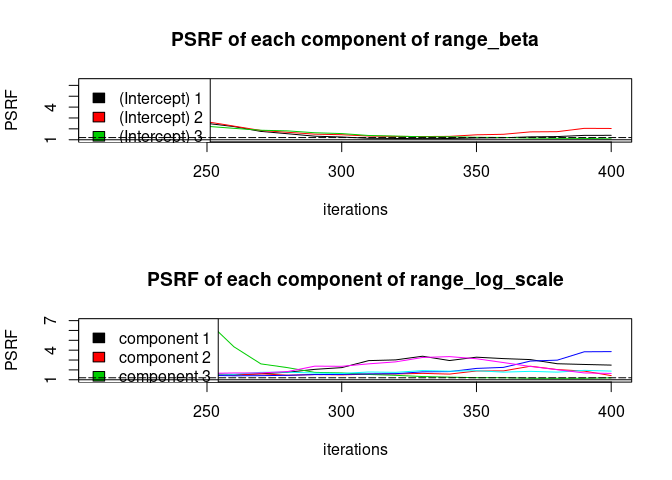 PSRF of each component of range_beta
PSRF
4
1
(Intercept) 1
(Intercept) 2
(Intercept) 3
250 300 350 400
iterations
PSRF of each component of range_log_scale
PSRF
7
4
1
component 1
component 2
component 3
250 300 350 400
iterations